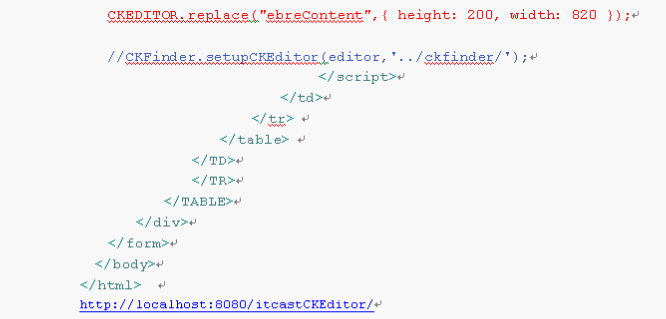 CKEDITOR.replace("ebreContent",{ height: 200, width: 820 });
//CKFinder.setupCKEditor(editor,'../ckfinder/');
</script>
</td>
</tr>
</table>
</TD>
</TR>
</TABLE>
</div>
</form>
</body>
</html>
http://localhost:8080/itcastCKEditor/